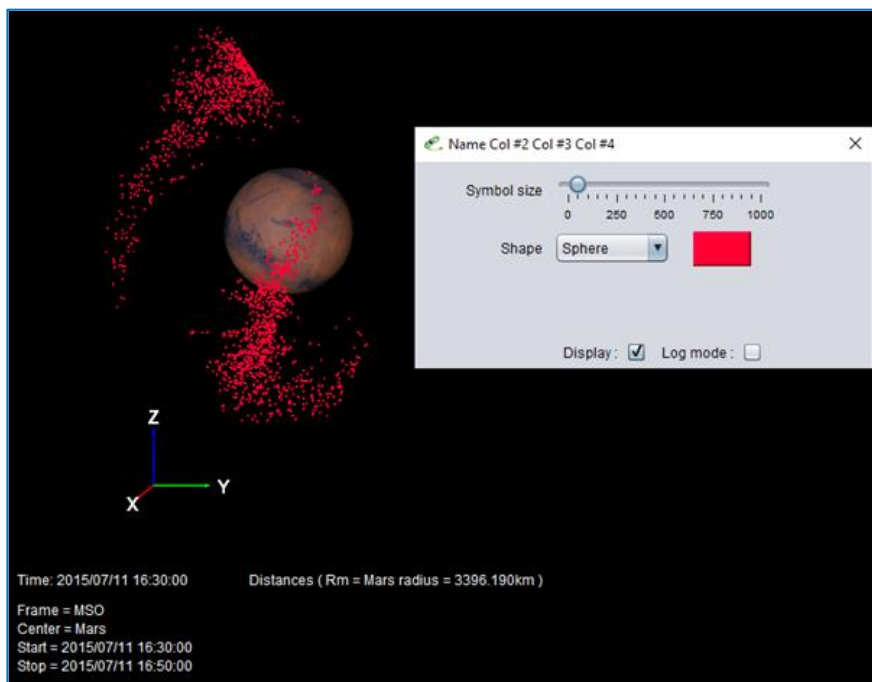 Name Col #2 Col #3 Col #4
Symbol size
0 250 500 750 1000
Shape Sphere
Display : Log mode :
Z
Y
X
Time: 2015/07/11 16:30:00 Distances ( Rm = Mars radius = 3396.190km )
Frame = MSO
Center = Mars
Start = 2015/07/11 16:30:00
Stop = 2015/07/11 16:50:00